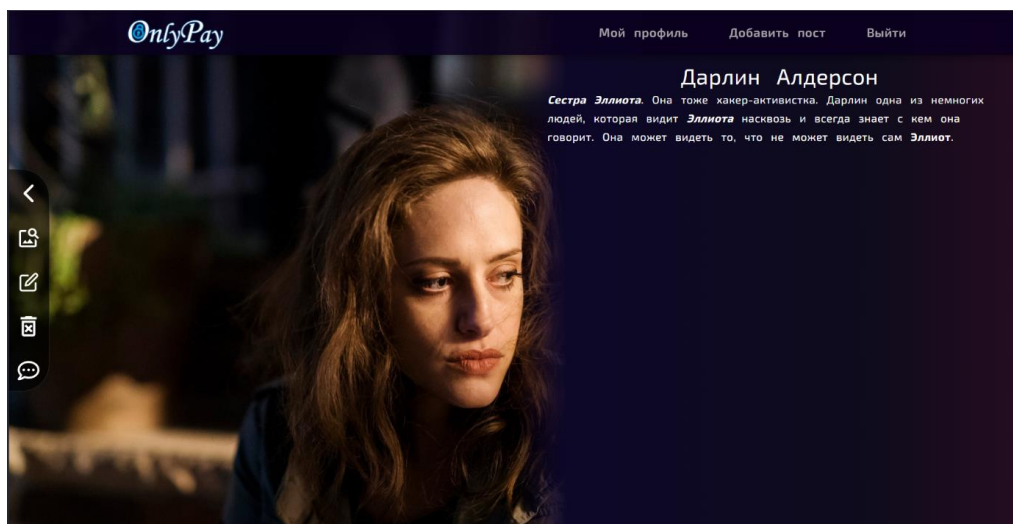 OnlyPay
Мой профиль Добавить пост Выйти
Дарлин Алдерсон
Сестра Эллиота. Она тоже хакер-активистка. Дарлин одна из немногих
людей, которая видит Эллиота насквозь и всегда знает с кем она
говорит. Она может видеть то, что не может видеть сам Эллиот.